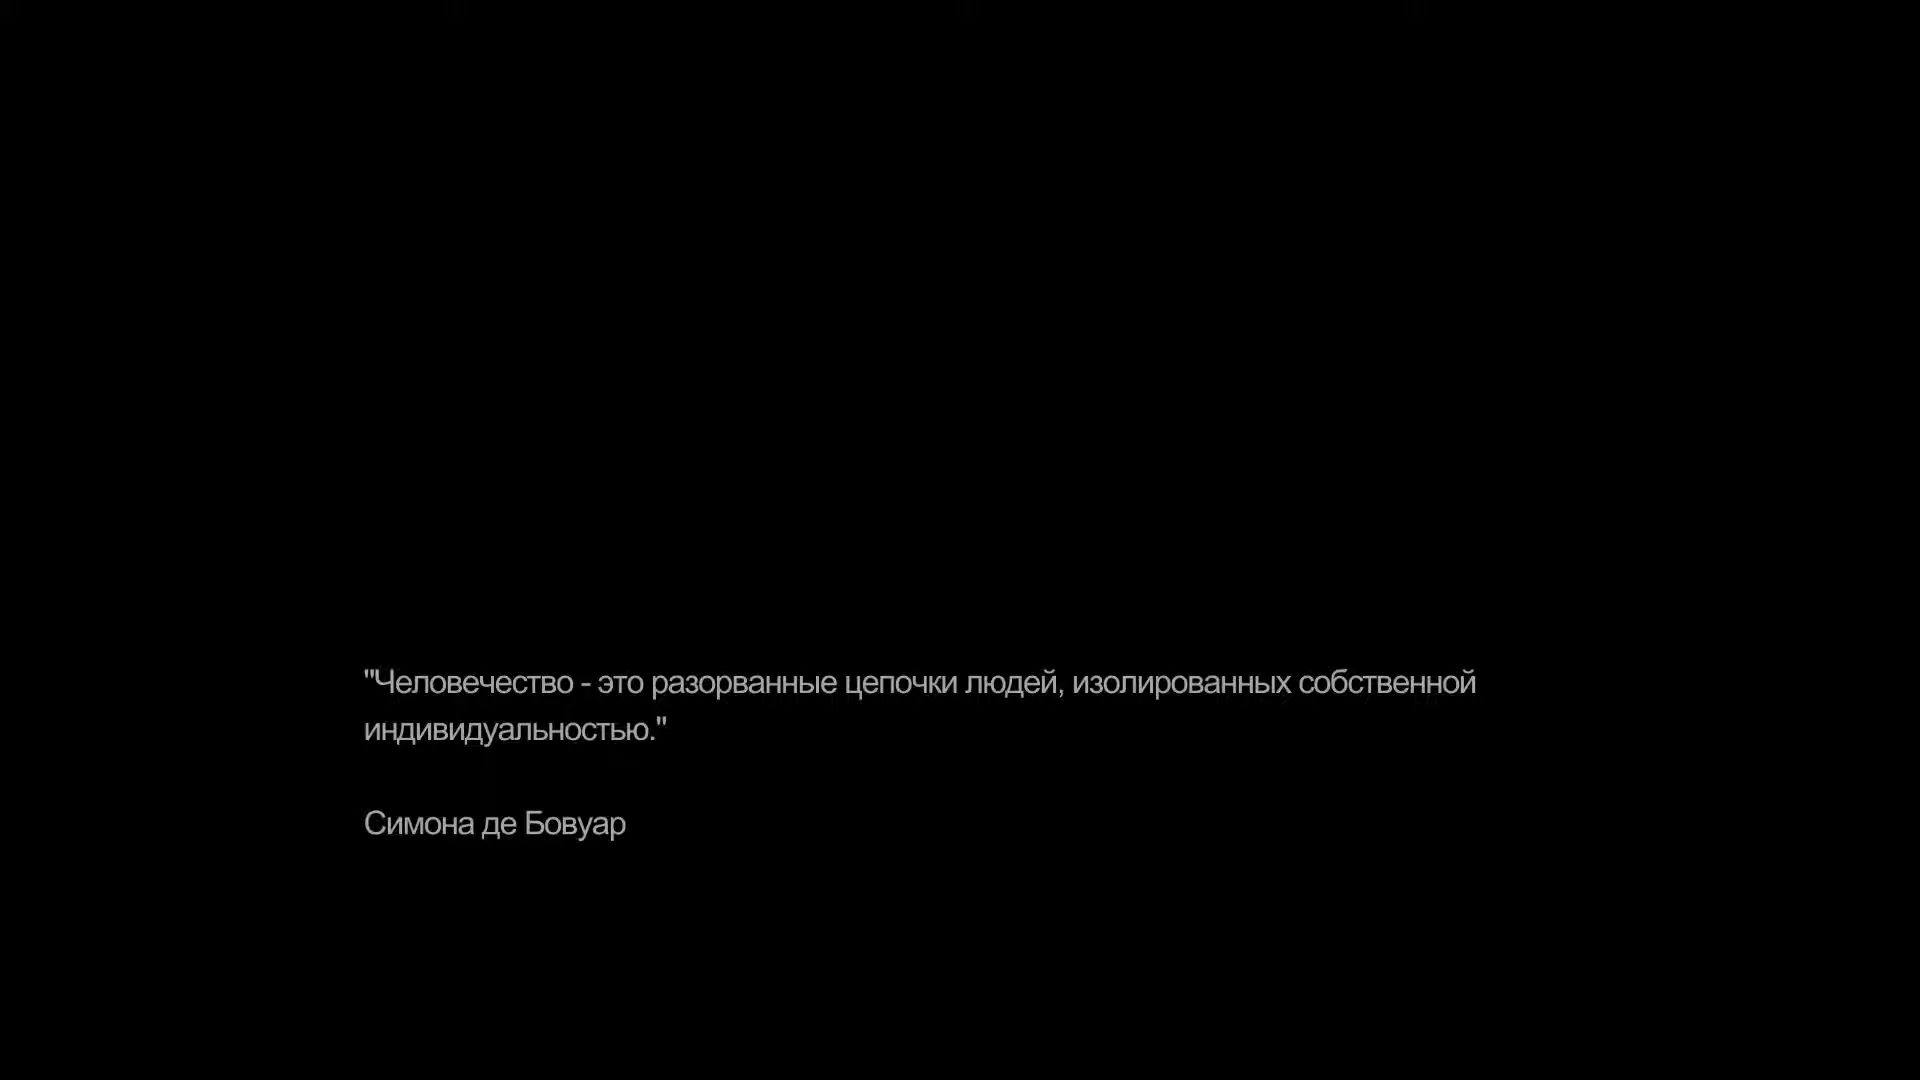 "Человечество - это разорванные цепочки людей, изолированных собственной
индивидуальностью."
Симона де Бовуар